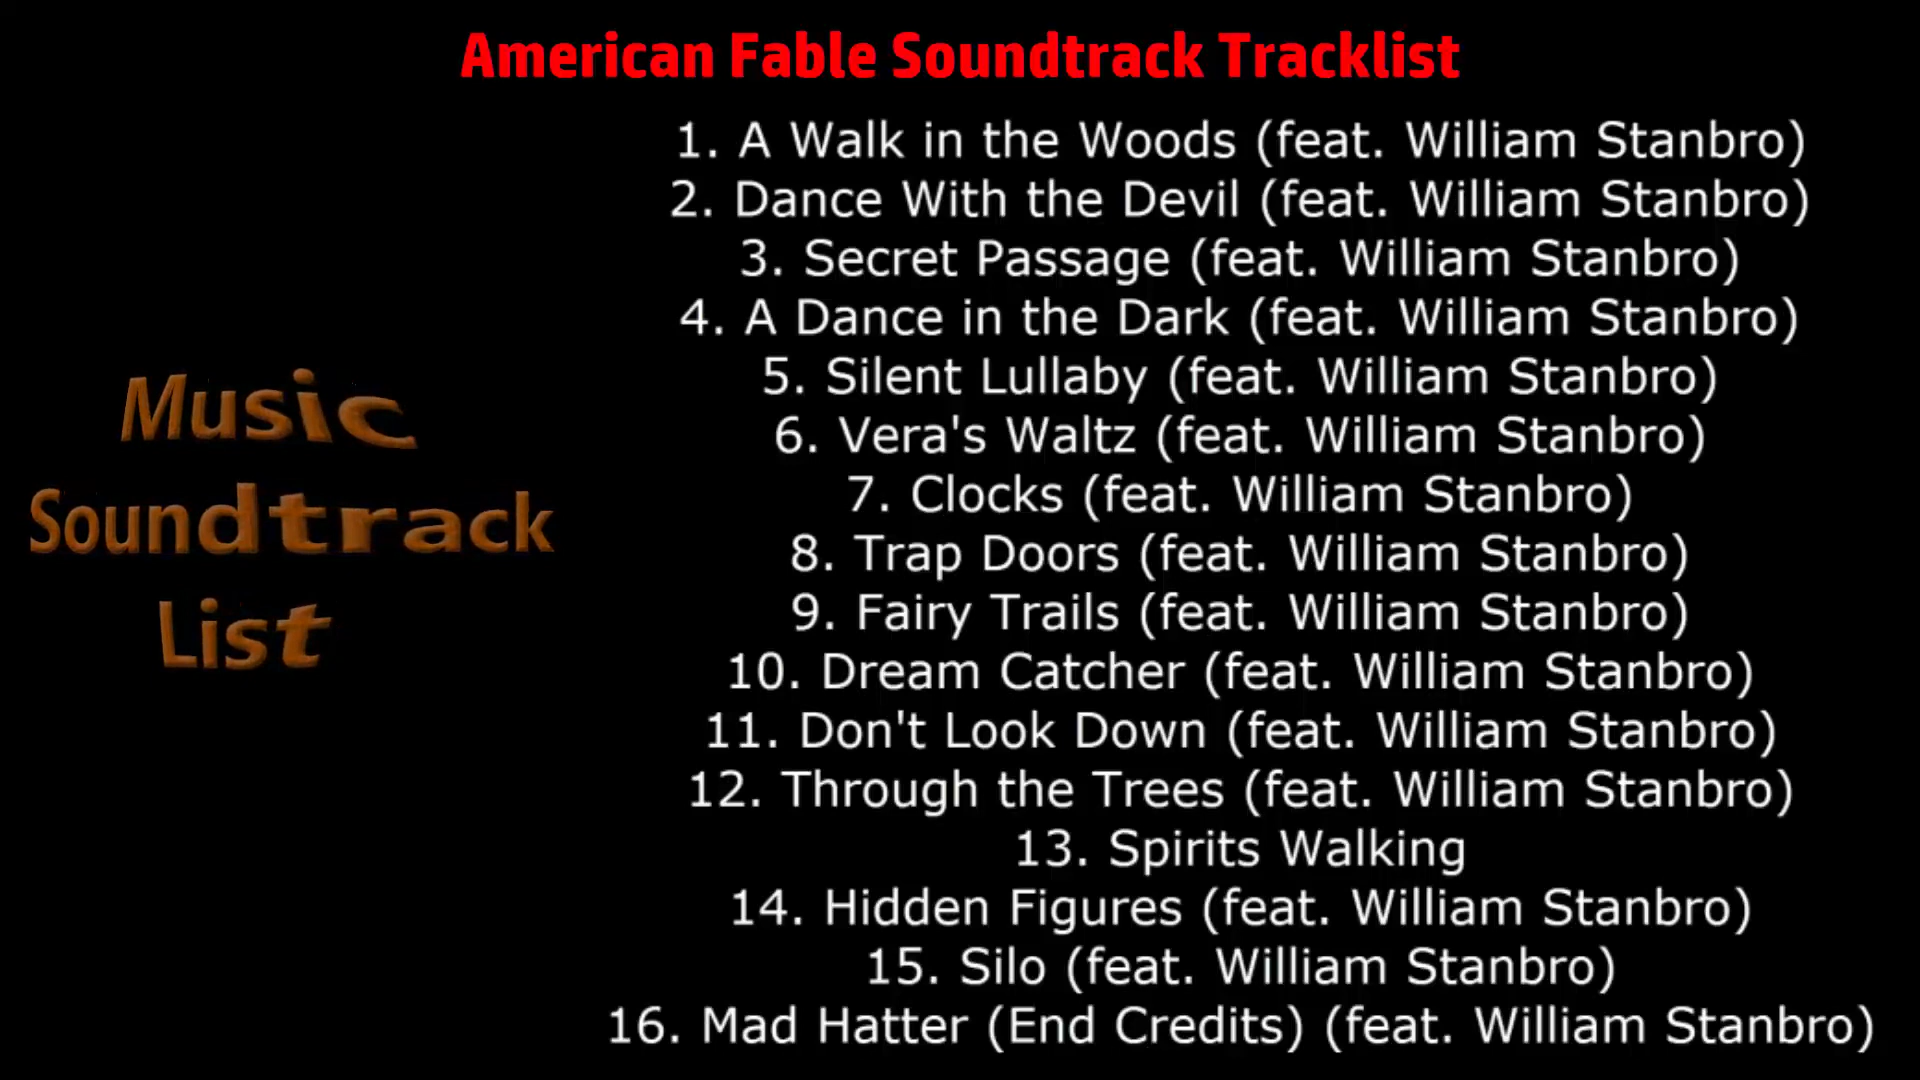 American Fable Soundtrack Tracklist
Music
Soundtrack
List
1. A Walk in the Woods (feat. William Stanbro)
2. Dance With the Devil (feat. William Stanbro)
3. Secret Passage (feat. William Stanbro)
4. A Dance in the Dark (feat. William Stanbro)
5. Silent Lullaby (feat. William Stanbro)
6. Vera's Waltz (feat. William Stanbro)
7. Clocks (feat. William Stanbro)
8. Trap Doors (feat. William Stanbro)
9. Fairy Trails (feat. William Stanbro)
10. Dream Catcher (feat. William Stanbro)
11. Don't Look Down (feat. William Stanbro)
12. Through the Trees (feat. William Stanbro)
13. Spirits Walking
14. Hidden Figures (feat. William Stanbro)
15. Silo (feat. William Stanbro)
16. Mad Hatter (End Credits) (feat. William Stanbro)